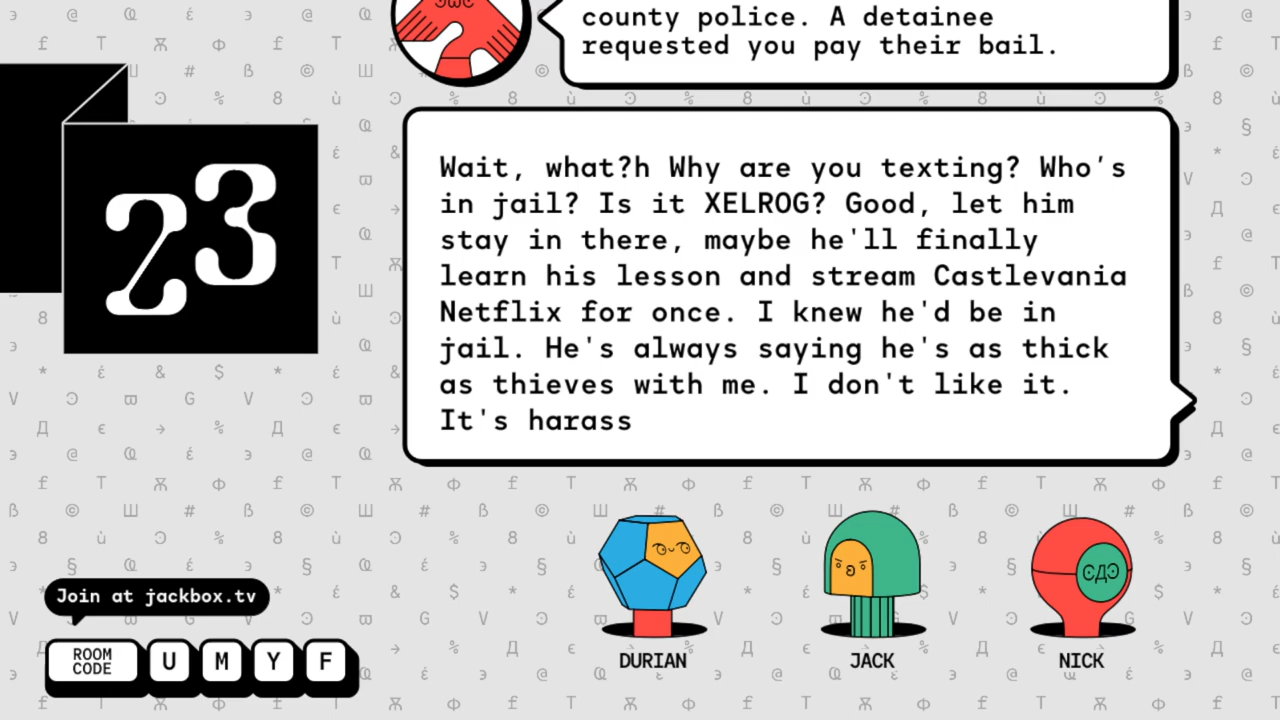 county police. A detainee
requested you pay their bail.
23
Wait, what?h Why are you texting? Who's
in jail? Is it XELROG? Good, let him
stay in there, maybe he'll finally
learn his lesson and stream Castlevania
Netflix for once. I knew he'd be in
jail. He's always saying he's as thick
as thieves with me. I don't like it.
It's harass
Join at jackbox.tv
ROOM
CODE
U M Y F
DURIAN
JACK
NICK